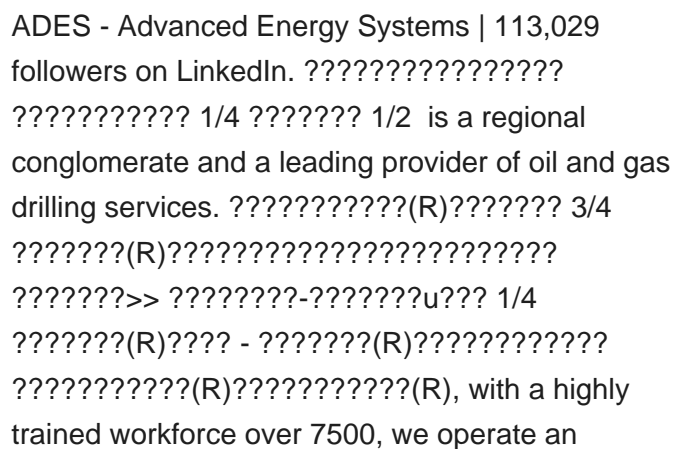 ADES - Advanced Energy Systems | 113,029
followers on LinkedIn. ????????????????
??????????? 1/4 ??????? 1/2  is a regional
conglomerate and a leading provider of oil and gas
drilling services. ???????????(R)??????? 3/4
???????(R)????????????????????????
???????>> ????????-???????u??? 1/4
???????(R)???? - ???????(R)????????????
???????????(R)???????????(R), with a highly
trained workforce over 7500, we operate an